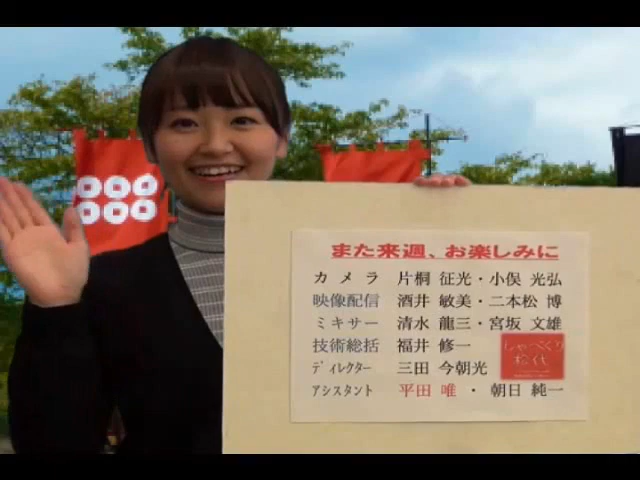 また来週、お楽しみに
カメラ 片桐 征光・小俣 光弘
映像配信 酒井 敏美・二本松 博
ミキサー 清水 龍三・宮坂 文雄
技術総括 福井 修一
ディレクター 三田 今朝光
アシスタント 平田 唯 ・ 朝日 純一
しゃべくり
松代